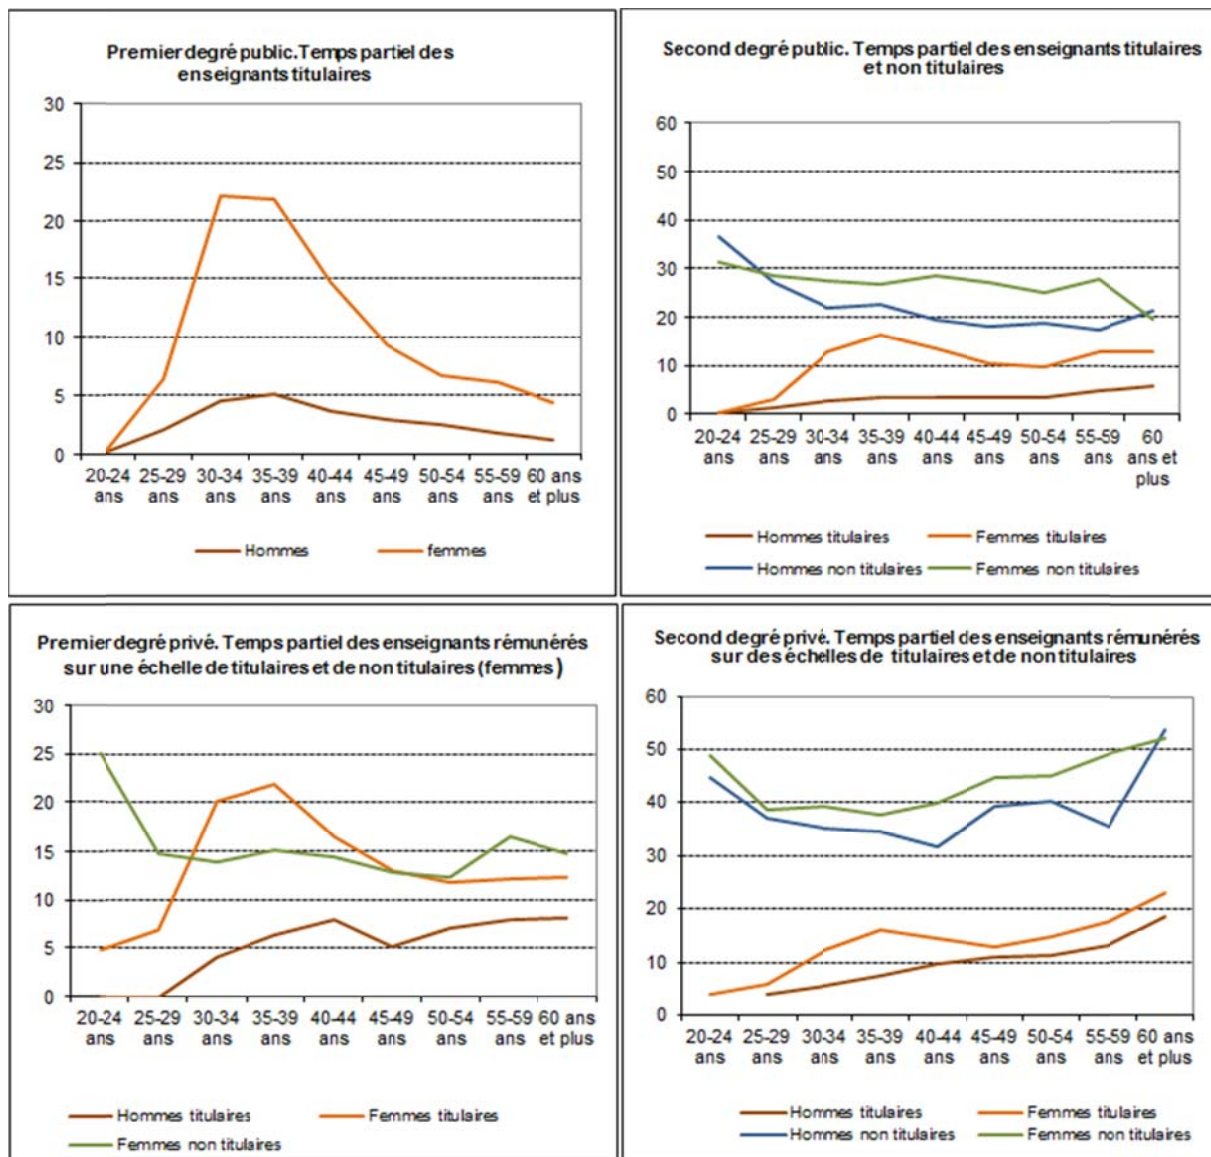 Premier degré public. Temps partiel des
enseignants titulaires
30
25
20
15
10
5
0
20-24 25-29 30-34 35-39 40-44 45-49 50-54 55-59 60 ans
ans ans ans ans ans ans ans ans et plus
Hommes femmes
Second degré public. Temps partiel des enseignants titulaires
et non titulaires
60
50
40
30
20
10
0
20-24 25-29 30-34 35-39 40-44 45-49 50-54 55-59 60
ans ans ans ans ans ans ans ans ans et
plus
Hommes titulaires Femmes titulaires
Hommes non titulaires Femmes non titulaires
Premier degré privé. Temps partiel des enseignants rémunérés
sur une échelle de titulaires et de non titulaires (femmes)
30
25
20
15
10
5
0
20-24 25-29 30-34 35-39 40-44 45-49 50-54 55-59 60 ans
ans ans ans ans ans ans ans ans et plus
Hommes titulaires Femmes titulaires
Femmes non titulaires
Second degré privé. Temps partiel des enseignants rémunérés
sur des échelles de titulaires et de non titulaires
60
50
40
30
20
10
0
20-24 25-29 30-34 35-39 40-44 45-49 50-54 55-59 60 ans
ans ans ans ans ans ans ans ans et plus
Hommes titulaires Femmes titulaires
Hommes non titulaires Femmes non titulaires